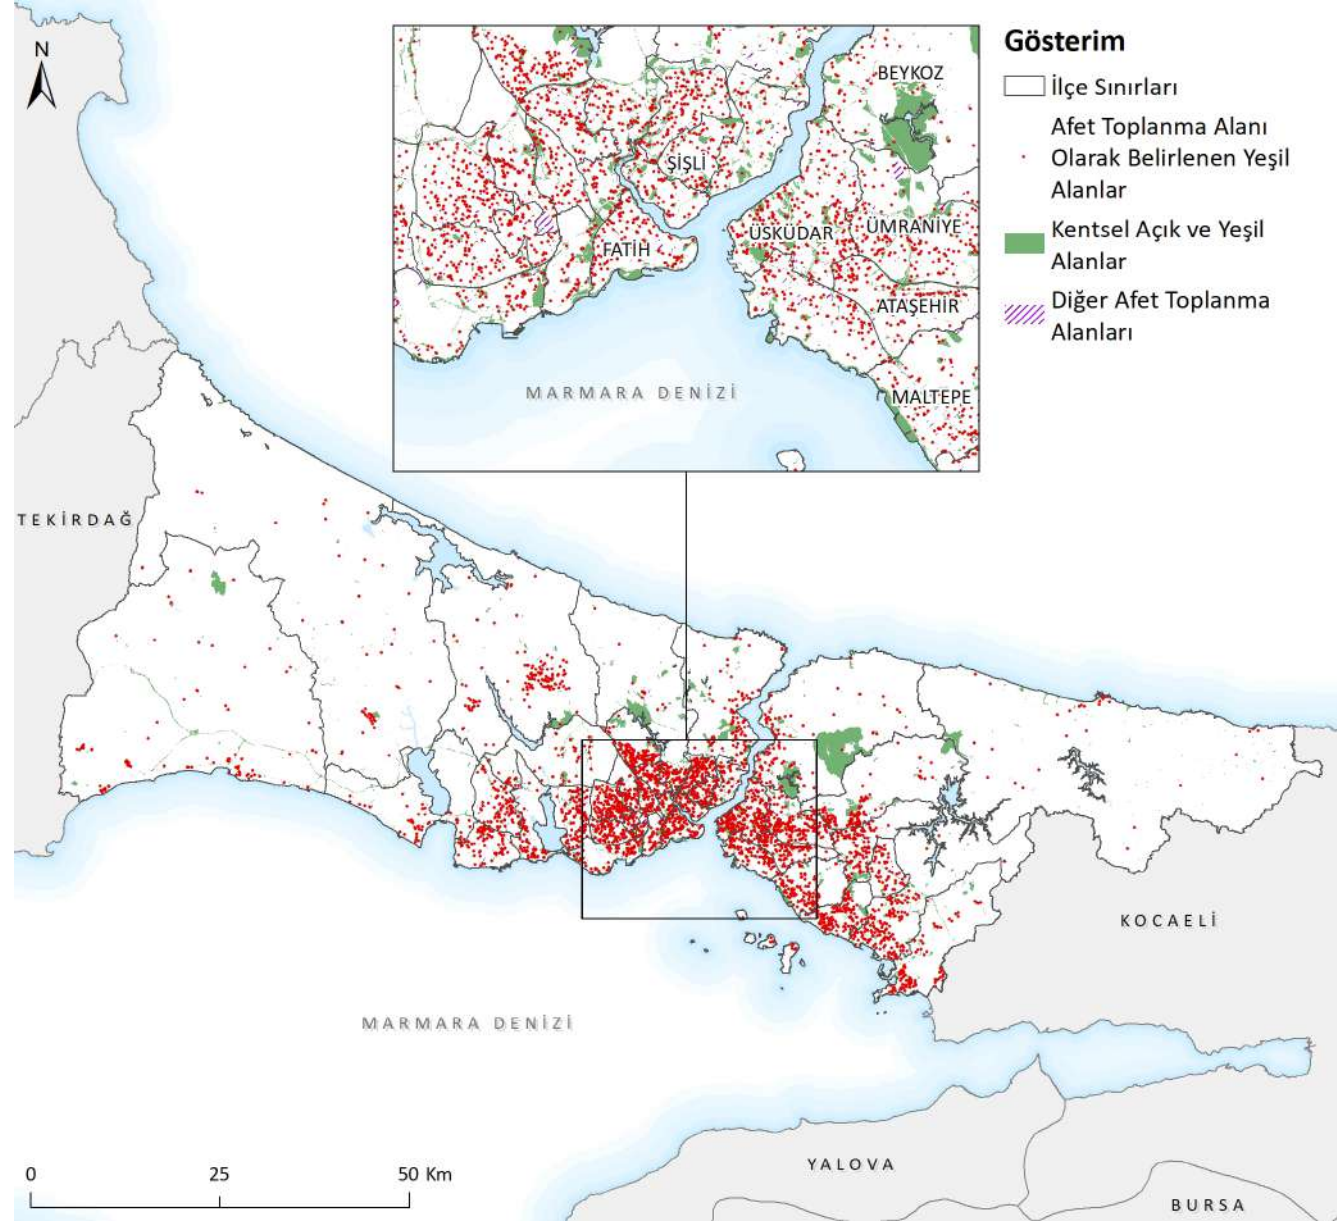 N
BEYKOZ
ŞİŞLİ
ÜSKÜDAR
ÜMRANİYE
FATİH
ATAŞEHİR
MARMARA DENİZİ
MALTEPE
Gösterim
İlçe Sınırları
Afet Toplanma Alanı
Olarak Belirlenen Yeşil
Alanlar
Kentsel Açık ve Yeşil
Alanlar
Diğer Afet Toplanma
Alanları
TEKİRDAĞ
KOCAELİ
MARMARA DENİZİ
YALOVA
BURSA
0 25 50 Km